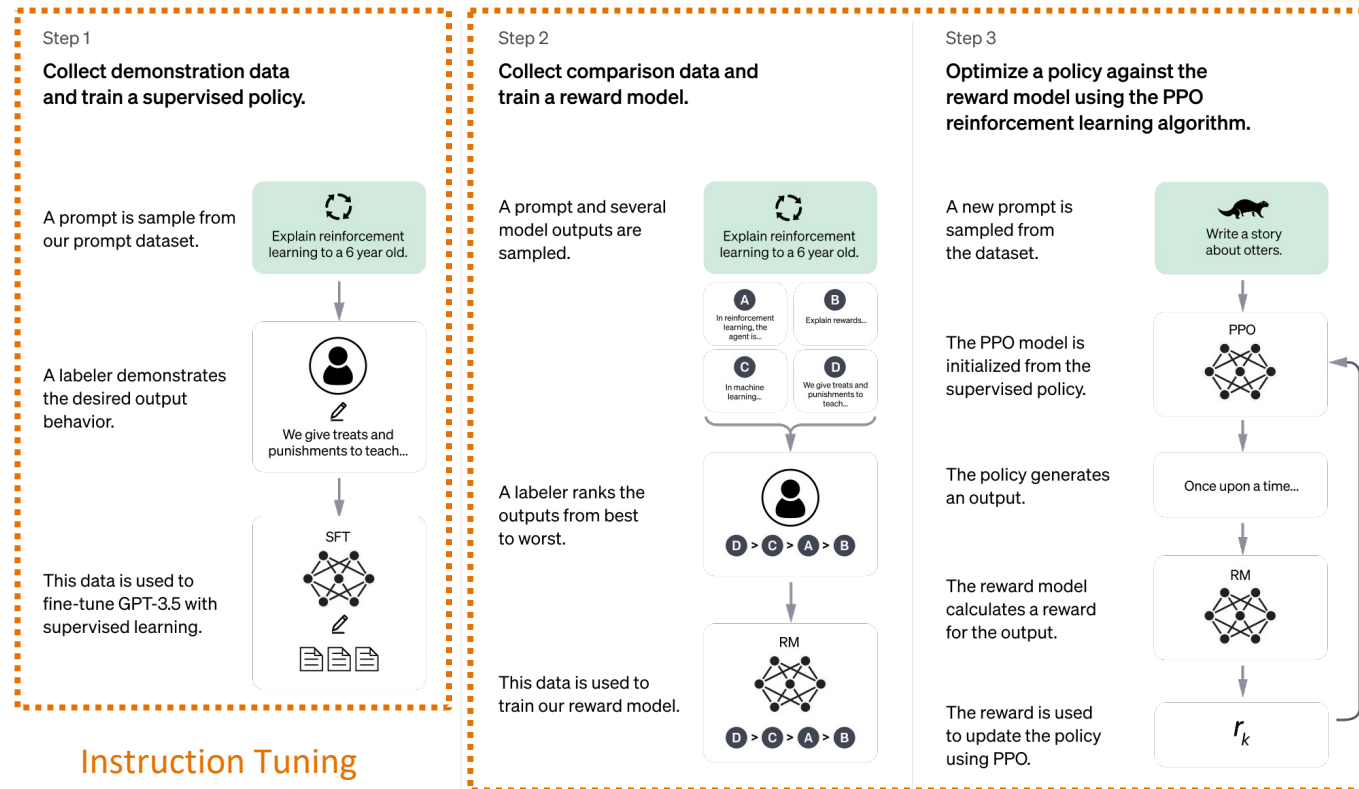 Step 1
Collect demonstration data
and train a supervised policy.
A prompt is sample from
our prompt dataset.
Explain reinforcement
learning to a 6 year old.
A labeler demonstrates
the desired output
behavior.
We give treats and
punishments to teach...
This data is used to
fine-tune GPT-3.5 with
supervised learning.
SFT
Instruction Tuning
Step 2
Collect comparison data and
train a reward model.
A prompt and several
model outputs are
sampled.
Explain reinforcement
learning to a 6 year old.
A
In reinforcement
learning, the
agent is...
B
Explain rewards...
C
In machine
learning...
D
We give treats and
punishments to
teach...
A labeler ranks the
outputs from best
to worst.
D > C > A > B
This data is used to
train our reward model.
RM
D > C > A > B
Step 3
Optimize a policy against the
reward model using the PPO
reinforcement learning algorithm.
A new prompt is
sampled from
the dataset.
Write a story
about otters.
The PPO model is
initialized from the
supervised policy.
PPO
The policy generates
an output.
Once upon a time...
The reward model
calculates a reward
for the output.
RM
The reward is used
to update the policy
using PPO.
rₖ